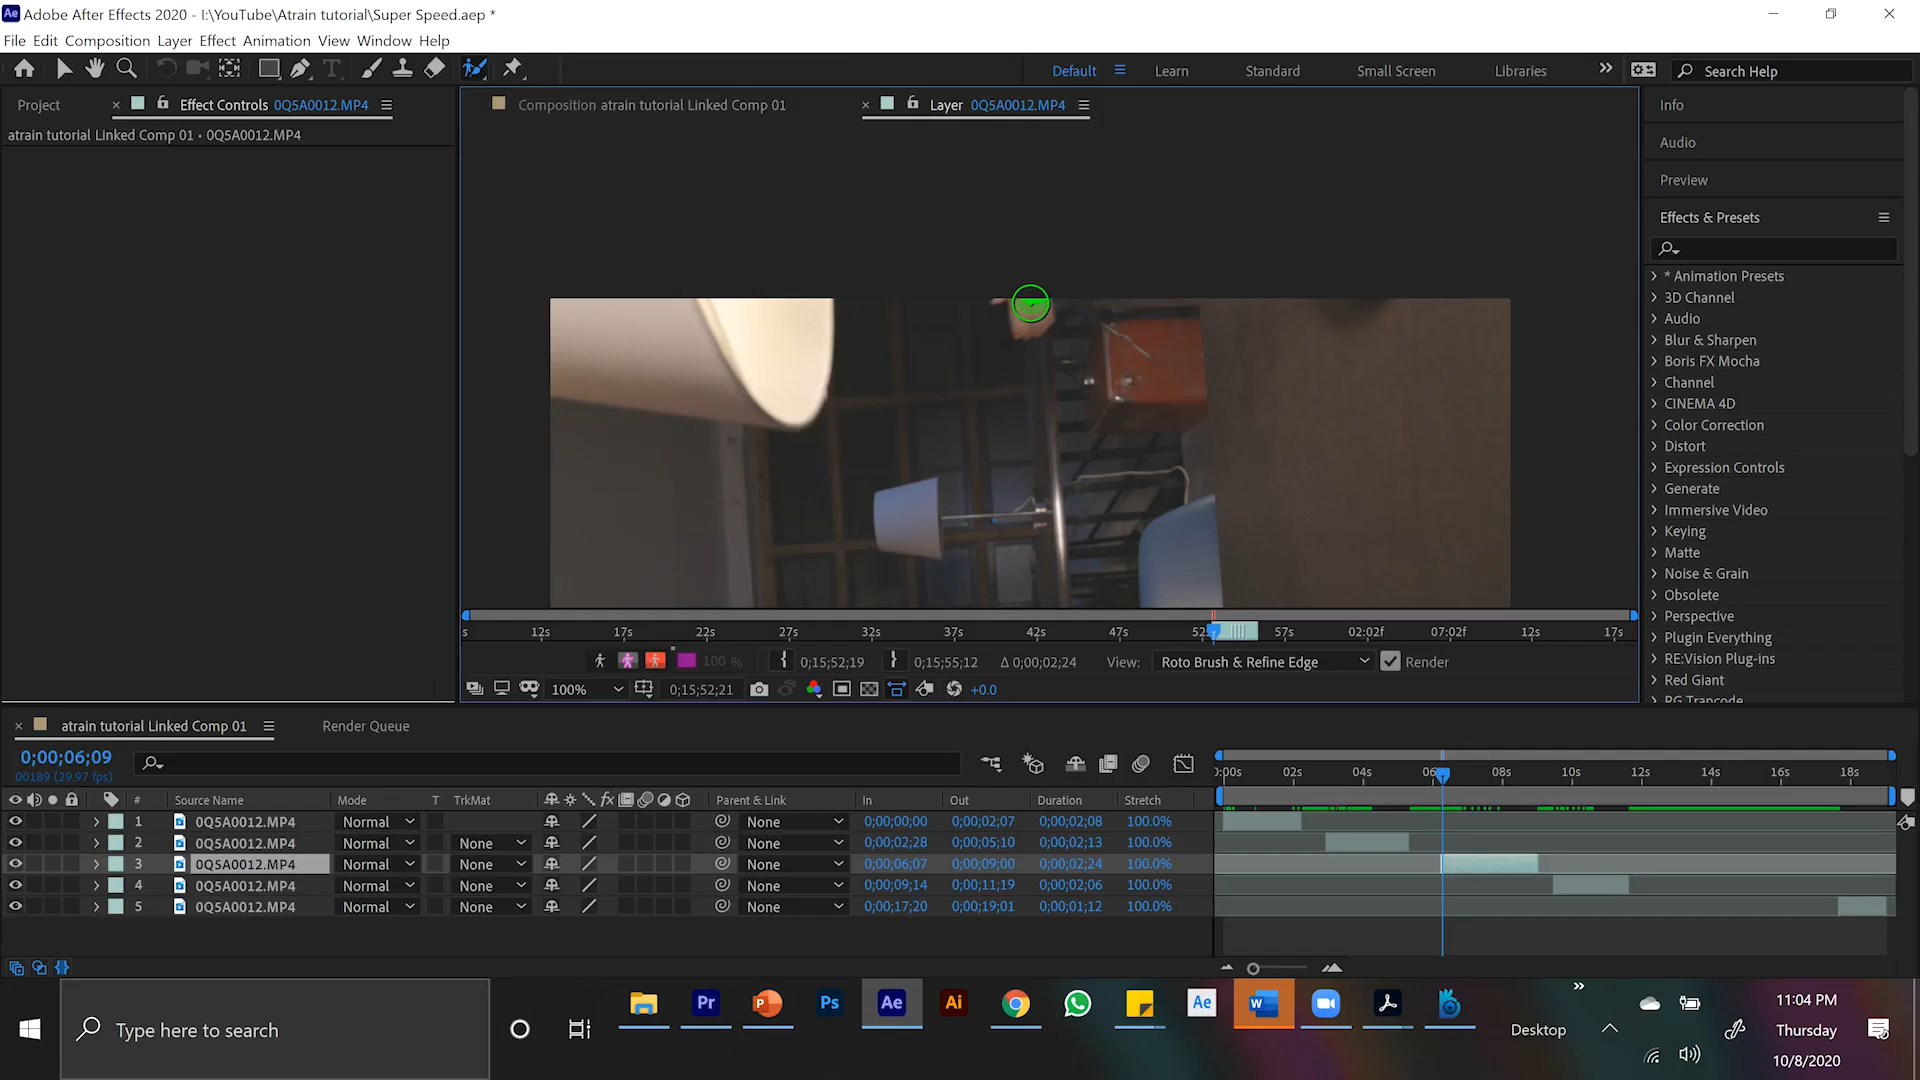 Adobe After Effects 2020 - I:\YouTube\Atrain tutorial\Super Speed.aep *
File Edit Composition Layer Effect Animation View Window Help
Default Learn Standard Small Screen Libraries Search Help
Project Effect Controls 0Q5A0012.MP4
atrain tutorial Linked Comp 01 • 0Q5A0012.MP4
Composition atrain tutorial Linked Comp 01 Layer 0Q5A0012.MP4
Info
Audio
Preview
Effects & Presets
* Animation Presets
3D Channel
Audio
Blur & Sharpen
Boris FX Mocha
Channel
CINEMA 4D
Color Correction
Distort
Expression Controls
Generate
Immersive Video
Keying
Matte
Noise & Grain
Obsolete
Perspective
Plugin Everything
RE:Vision Plug-ins
Red Giant
RG Trapcode
s 12s 17s 22s 27s 32s 37s 42s 47s 52s 57s 02:02f 07:02f 12s 17s
100 % 0;15;52;19 0;15;55;12 Δ 0;00;02;24 View: Roto Brush & Refine Edge Render
100% 0;15;52;21 +0.0
atrain tutorial Linked Comp 01 Render Queue
0;00;06;09
00189 (29.97 fps)
0:00s 02s 04s 06s 08s 10s 12s 14s 16s 18s
# Source Name Mode T TrkMat fx Parent & Link In Out Duration Stretch
1 0Q5A0012.MP4 Normal None 0;00;00;00 0;00;02;07 0;00;02;08 100.0%
2 0Q5A0012.MP4 Normal None None 0;00;02;28 0;00;05;10 0;00;02;13 100.0%
3 0Q5A0012.MP4 Normal None None 0;00;06;07 0;00;09;00 0;00;02;24 100.0%
4 0Q5A0012.MP4 Normal None None 0;00;09;14 0;00;11;19 0;00;02;06 100.0%
5 0Q5A0012.MP4 Normal None None 0;00;17;20 0;00;19;01 0;00;01;12 100.0%
Type here to search
Pr P Ps Ae Ai Ae W
Desktop
11:04 PM
Thursday
10/8/2020